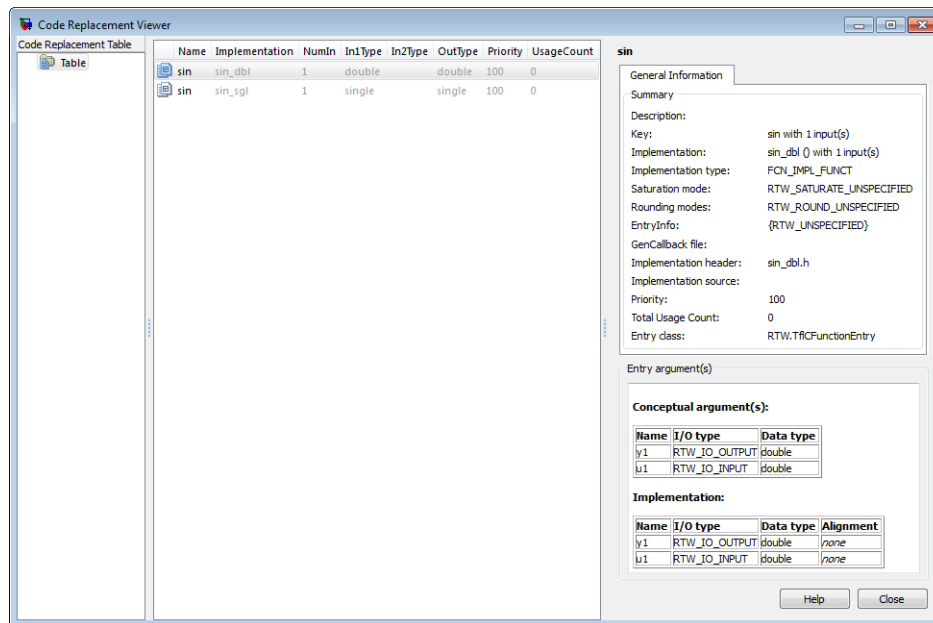 Code Replacement Viewer
Code Replacement Table
Table
Name Implementation NumIn In1Type In2Type OutType Priority UsageCount
sin sin_dbl 1 double double 100 0
sin sin_sgl 1 single single 100 0
sin
General Information
Summary
Description:
Key: sin with 1 input(s)
Implementation: sin_dbl () with 1 input(s)
Implementation type: FCN_IMPL_FUNCT
Saturation mode: RTW_SATURATE_UNSPECIFIED
Rounding modes: RTW_ROUND_UNSPECIFIED
EntryInfo: {RTW_UNSPECIFIED}
GenCallback file:
Implementation header: sin_dbl.h
Implementation source:
Priority: 100
Total Usage Count: 0
Entry class: RTW.TflCFunctionEntry
Entry argument(s)
Conceptual argument(s):
Name I/O type Data type
y1 RTW_IO_OUTPUT double
u1 RTW_IO_INPUT double
Implementation:
Name I/O type Data type Alignment
y1 RTW_IO_OUTPUT double none
u1 RTW_IO_INPUT double none
Help Close